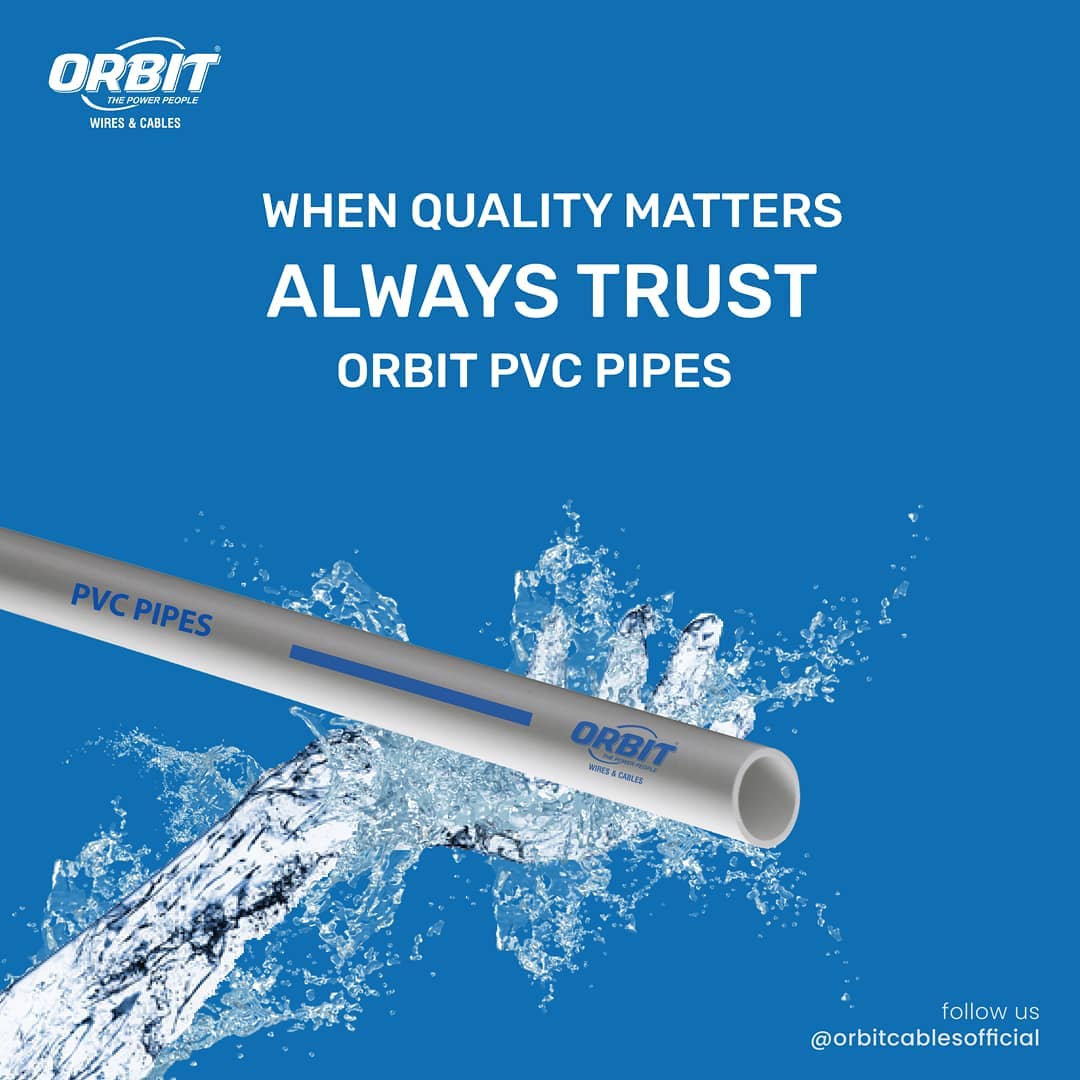 ORBIT®
THE POWER PEOPLE
WIRES & CABLES
WHEN QUALITY MATTERS
ALWAYS TRUST
ORBIT PVC PIPES
PVC PIPES
ORBIT
THE POWER PEOPLE
WIRES & CABLES
follow us
@orbitcablesofficial